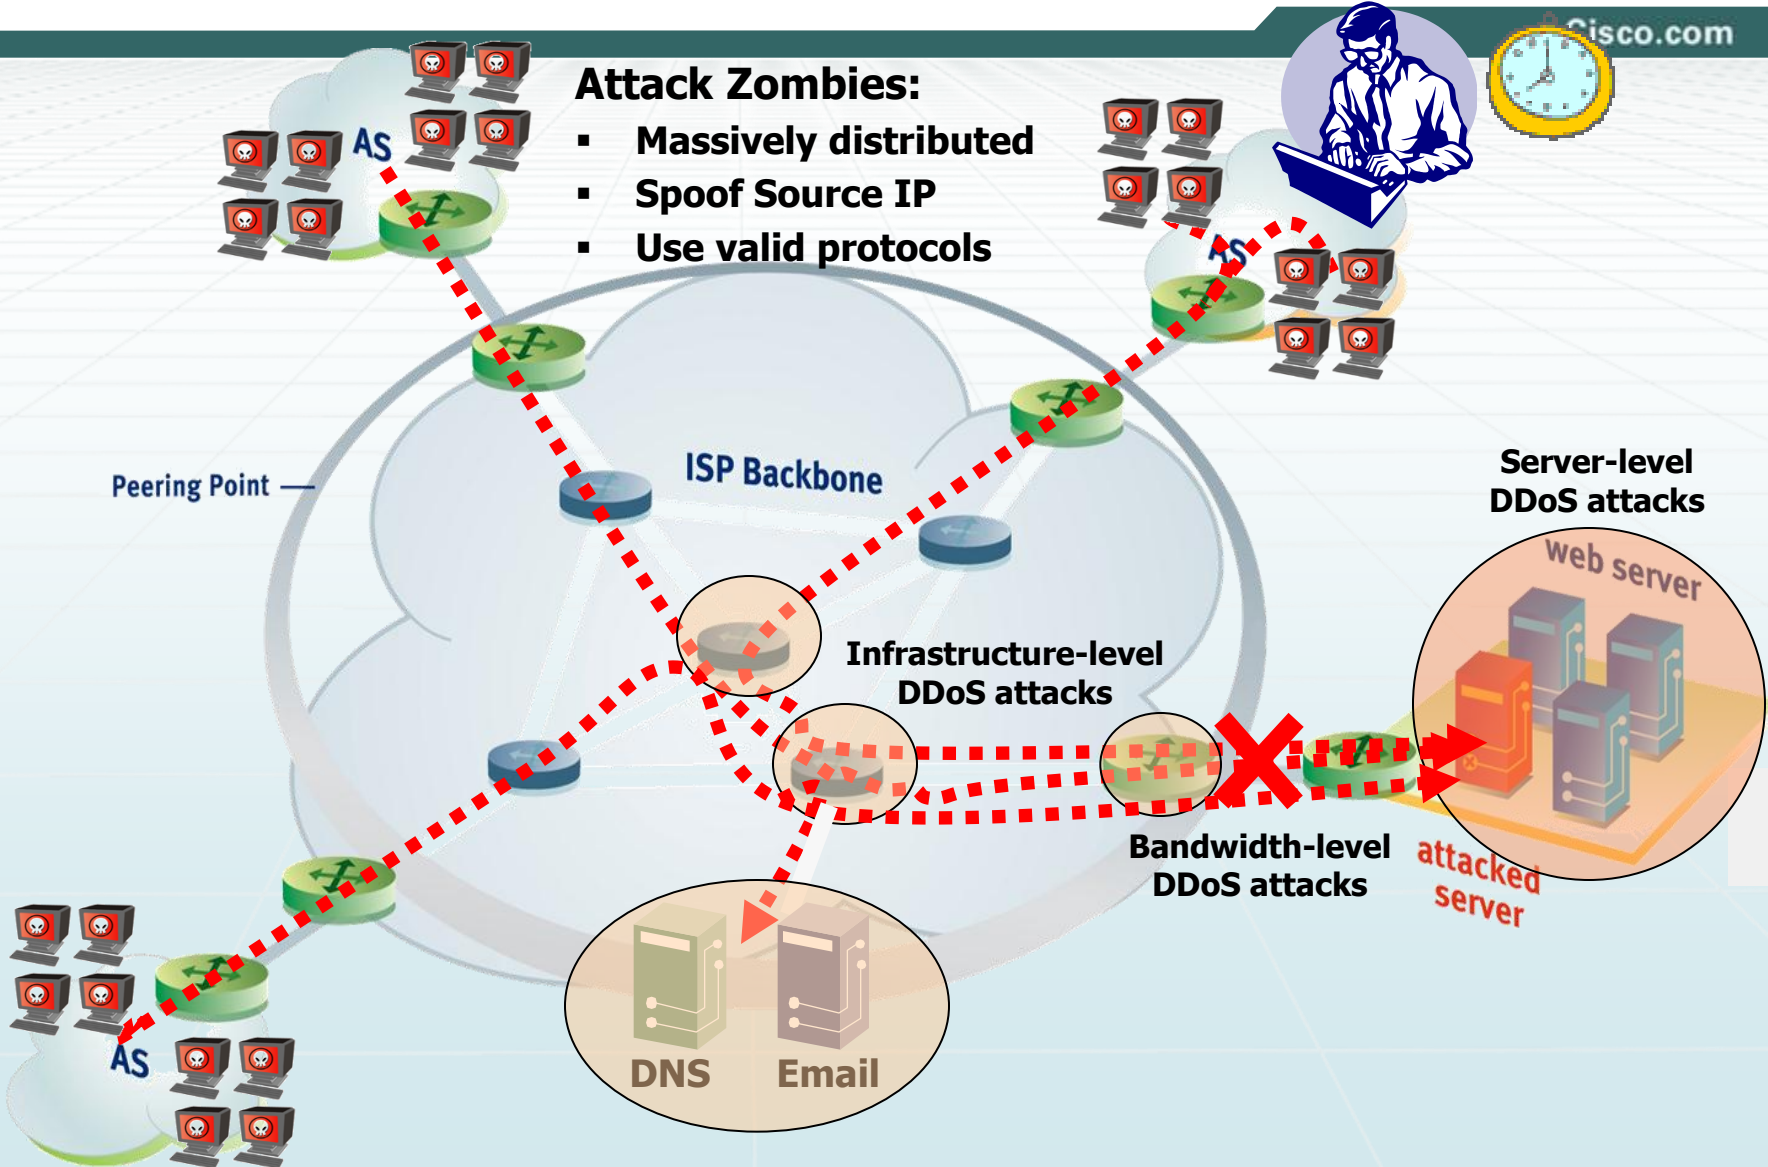 Cisco.com
Attack Zombies:
▪ Massively distributed
▪ Spoof Source IP
▪ Use valid protocols
AS
AS
ISP Backbone
Peering Point
Server-level
DDoS attacks
web server
Infrastructure-level
DDoS attacks
Bandwidth-level
DDoS attacks
attacked
server
AS
DNS
Email